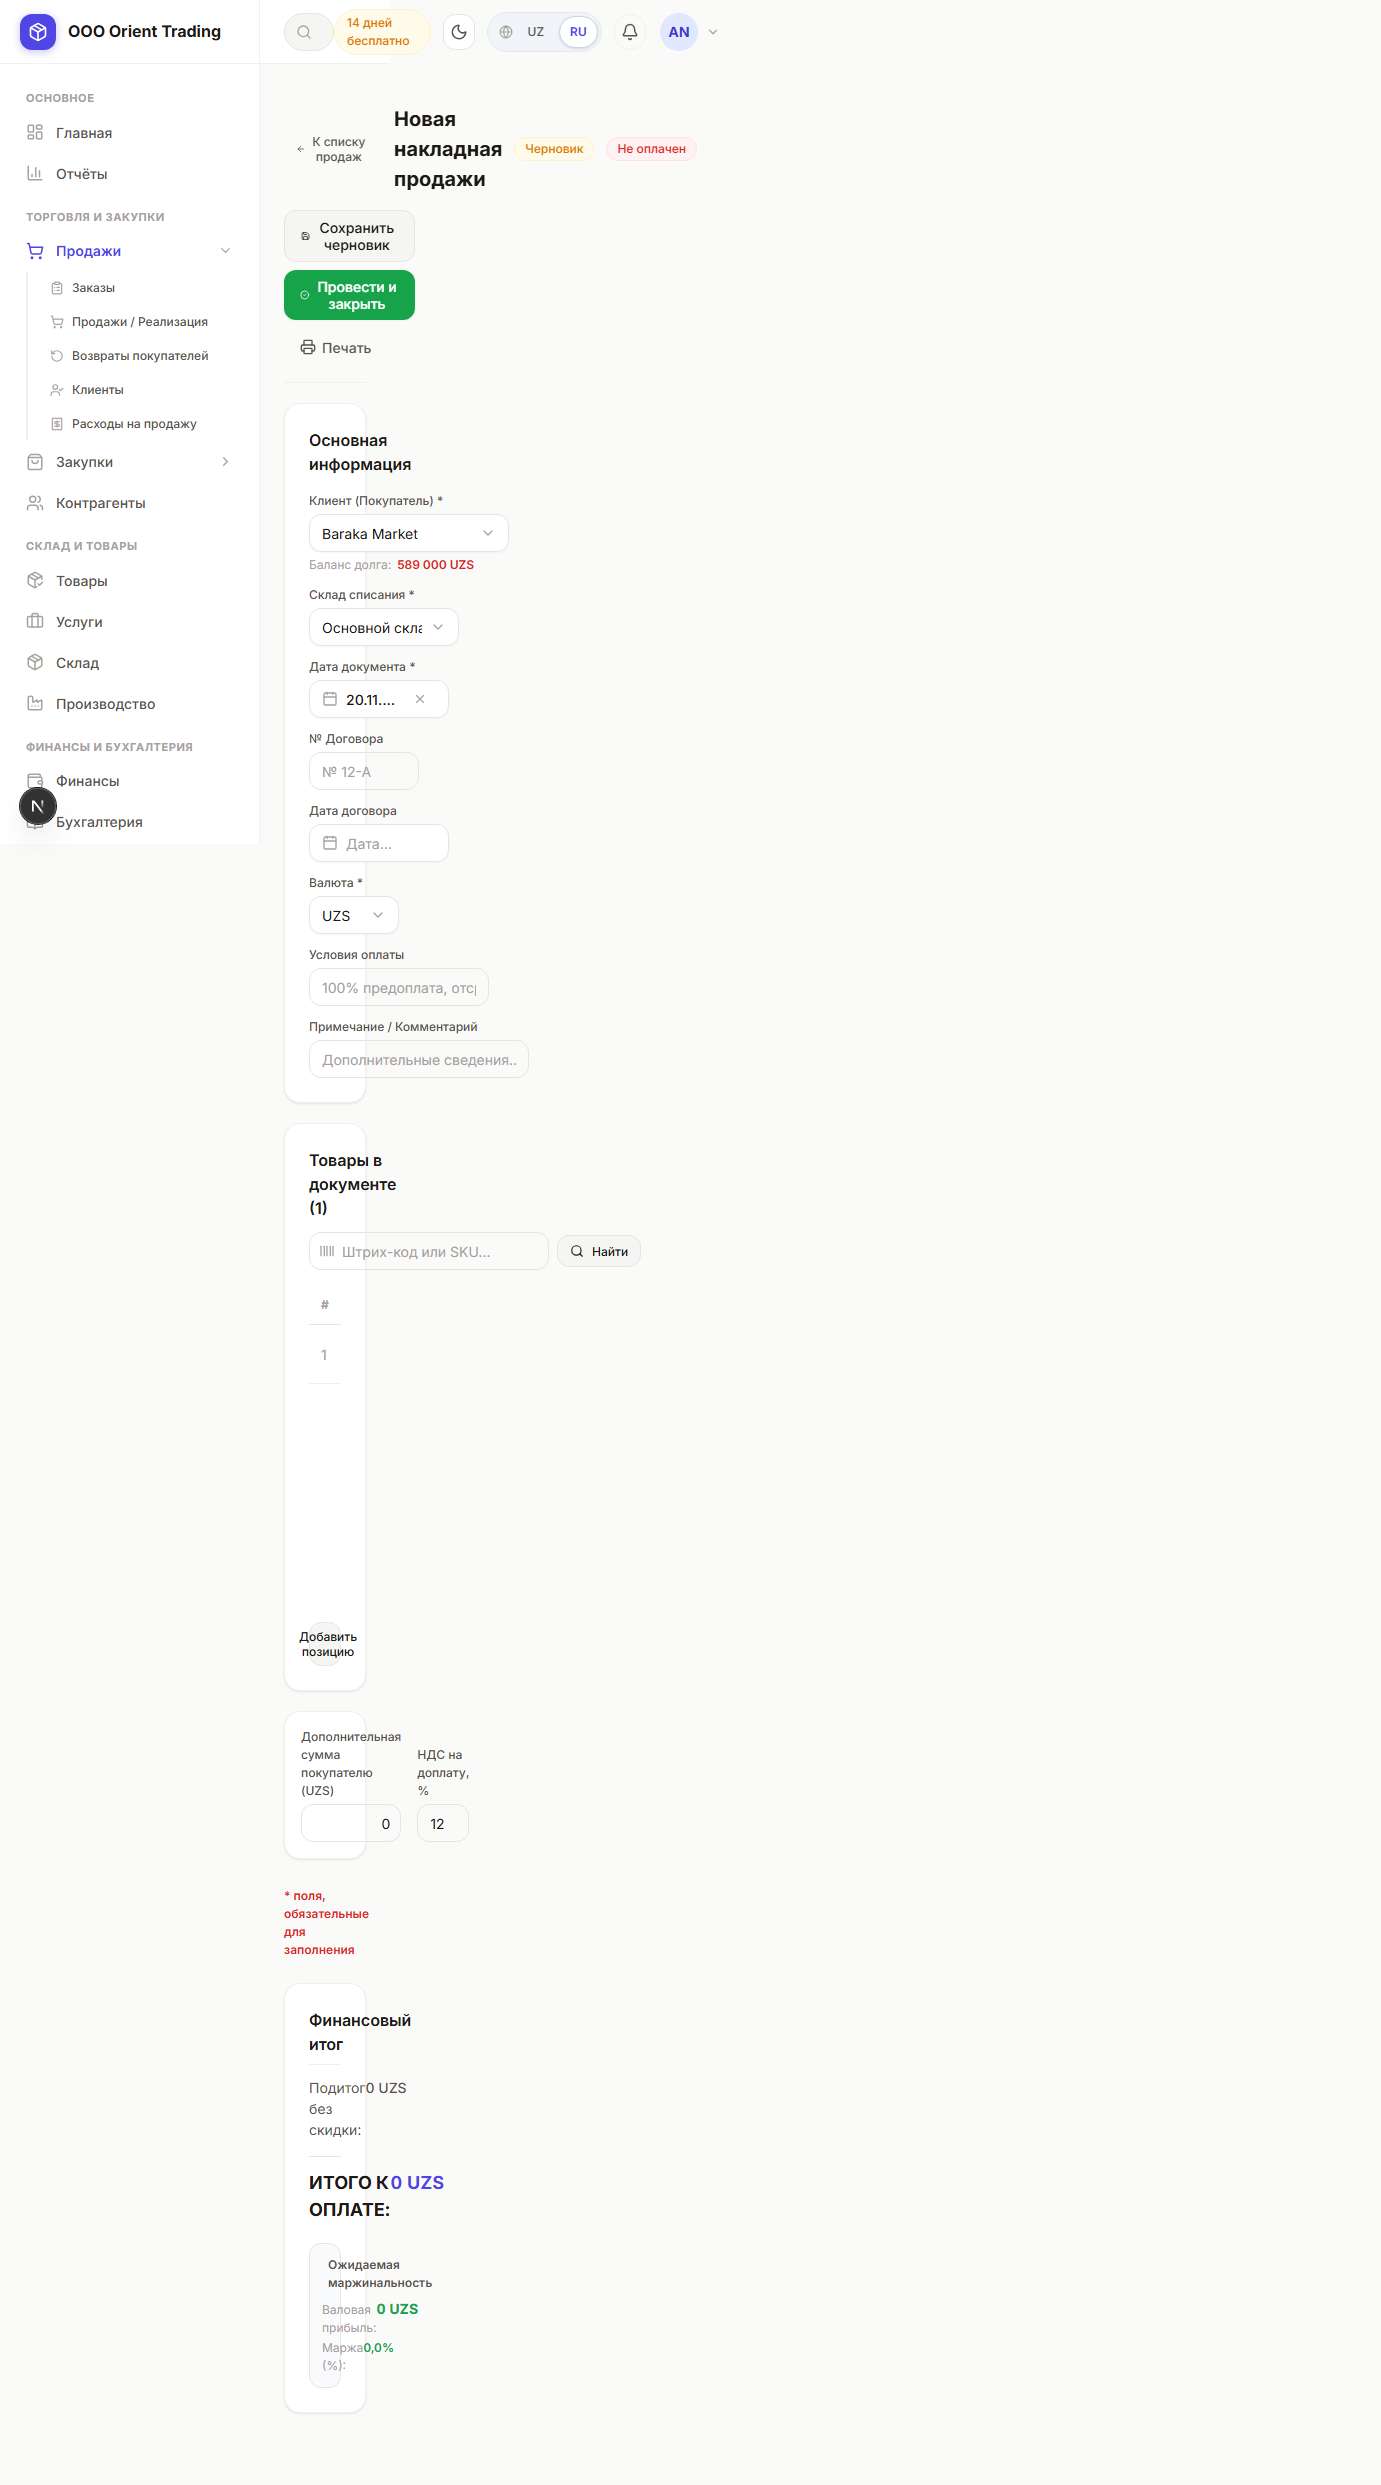 ООО Orient Trading
14 дней
бесплатно
UZ
RU
AN
ОСНОВНОЕ
Главная
Отчёты
ТОРГОВЛЯ И ЗАКУПКИ
Продажи
Заказы
Продажи / Реализация
Возвраты покупателей
Клиенты
Расходы на продажу
Закупки
Контрагенты
СКЛАД И ТОВАРЫ
Товары
Услуги
Склад
Производство
ФИНАНСЫ И БУХГАЛТЕРИЯ
Финансы
N
Бухгалтерия
К списку
продаж
Новая
накладная
продажи
Черновик
Не оплачен
Сохранить
черновик
Провести и
закрыть
Печать
Основная
информация
Клиент (Покупатель) *
Baraka Market
Баланс долга: 589 000 UZS
Склад списания *
Основной скла
Дата документа *
20.11....
№ Договора
№ 12-А
Дата договора
Дата...
Валюта *
UZS
Условия оплаты
100% предоплата, отс
Примечание / Комментарий
Дополнительные сведения..
Товары в
документе
(1)
Штрих-код или SKU...
Найти
#
1
Добавить
позицию
Дополнительная
сумма
покупателю
(UZS)
0
НДС на
доплату,
%
12
* поля,
обязательные
для
заполнения
Финансовый
итог
Подитог0 UZS
без
скидки:
ИТОГО К0 UZS
ОПЛАТЕ:
Ожидаемая
маржинальность
Валовая 0 UZS
прибыль:
Маржа0,0%
(%):